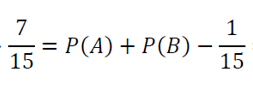 7/15 = P(A) + P(B) − 1/15